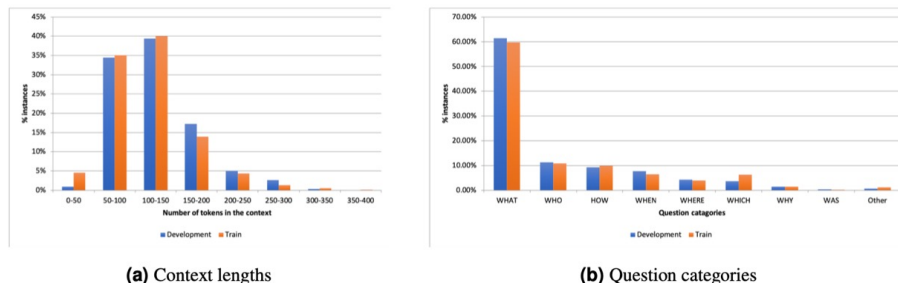 45%
40%
35%
30%
25%
20%
15%
10%
5%
0%
% instances
0-50 50-100 100-150 150-200 200-250 250-300 300-350 350-400
Number of tokens in the context
Development Train
(a) Context lengths
70.00%
60.00%
50.00%
40.00%
30.00%
20.00%
10.00%
0.00%
% instances
WHAT WHO HOW WHEN WHERE WHICH WHY WAS Other
Question catagories
Development Train
(b) Question categories